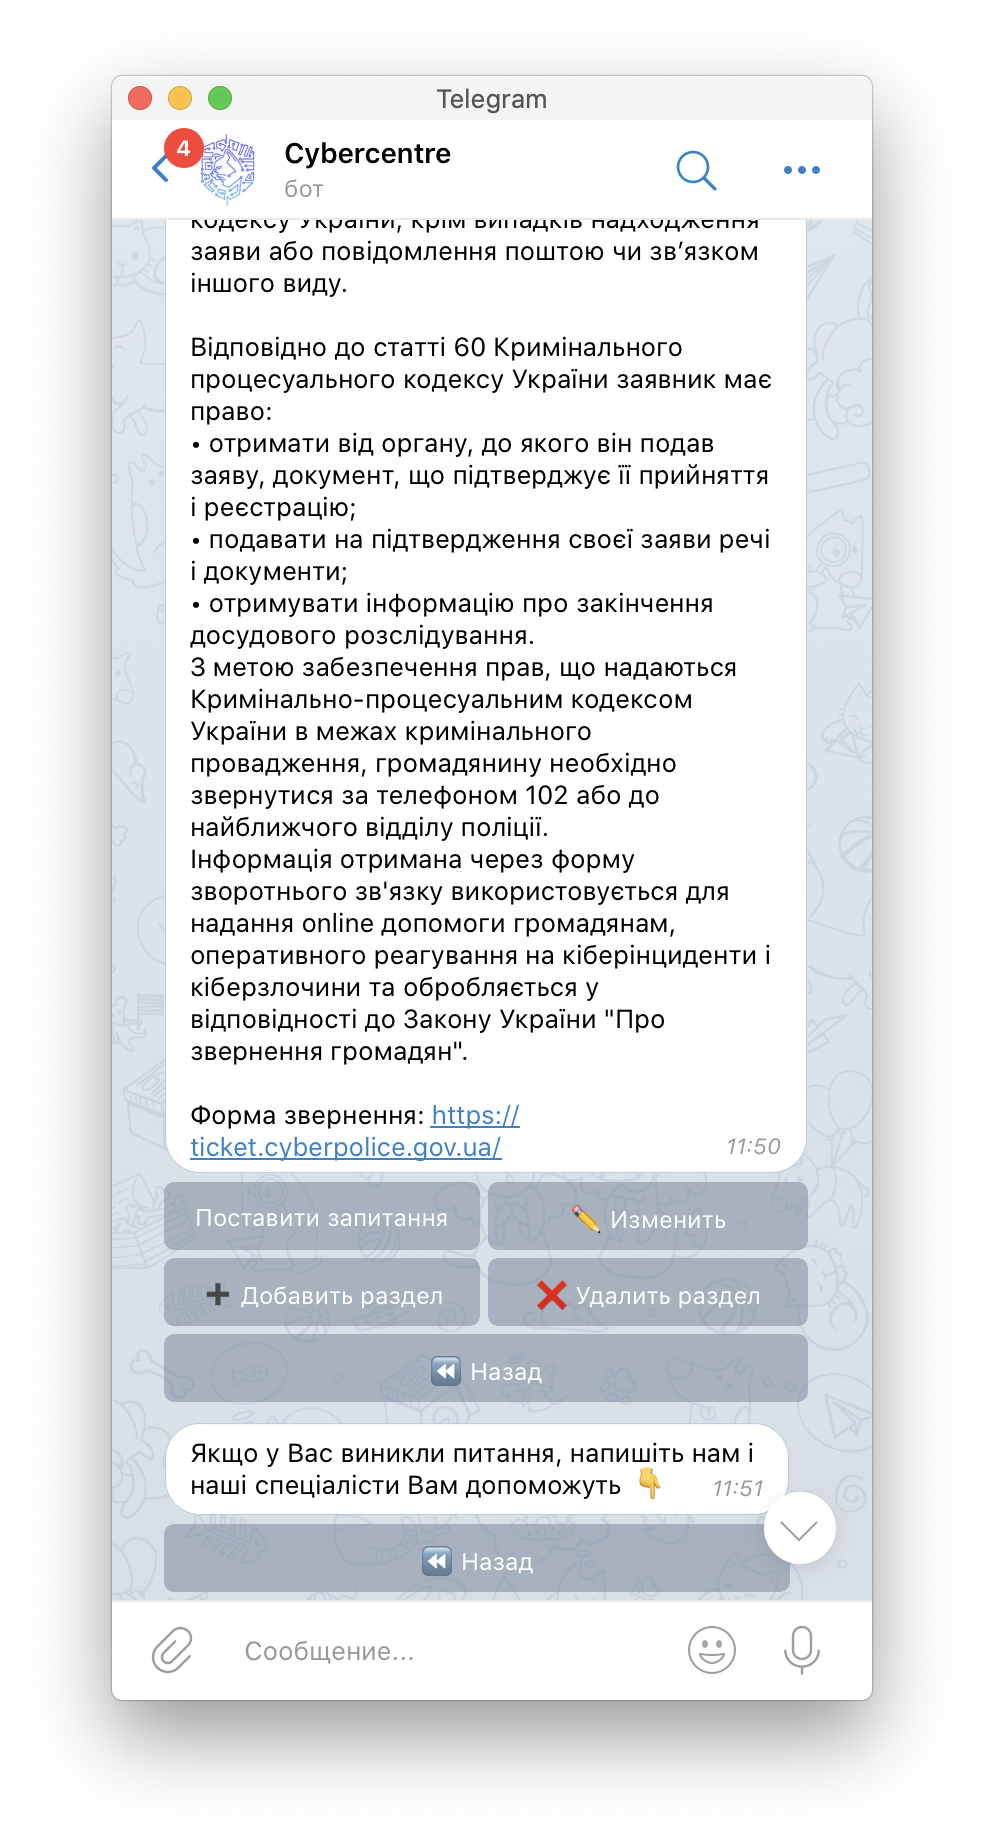 Telegram
4
Cybercentre
бот
кодексу України, крім випадків надходження
заяви або повідомлення поштою чи зв’язком
іншого виду.
Відповідно до статті 60 Кримінального
процесуального кодексу України заявник має
право:
• отримати від органу, до якого він подав
заяву, документ, що підтверджує її прийняття
і реєстрацію;
• подавати на підтвердження своєї заяви речі
і документи;
• отримувати інформацію про закінчення
досудового розслідування.
З метою забезпечення прав, що надаються
Кримінально-процесуальним кодексом
України в межах кримінального
провадження, громадянину необхідно
звернутися за телефоном 102 або до
найближчого відділу поліції.
Інформація отримана через форму
зворотнього зв'язку використовується для
надання online допомоги громадянам,
оперативного реагування на кіберінциденти і
кіберзлочини та обробляється у
відповідності до Закону України "Про
звернення громадян".
Форма звернення: https://
ticket.cyberpolice.gov.ua/
11:50
Поставити запитання
✏️ Изменить
➕ Добавить раздел
❌ Удалить раздел
⏪ Назад
Якщо у Вас виникли питання, напишіть нам і
наші спеціалісти Вам допоможуть 👇
11:51
⏪ Назад
Сообщение...